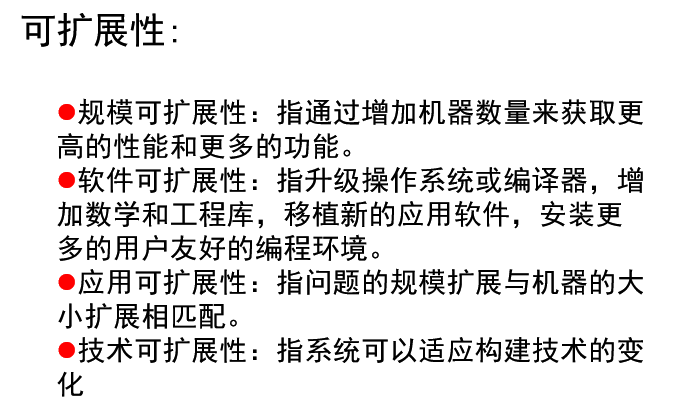 可扩展性:
●规模可扩展性：指通过增加机器数量来获取更
高的性能和更多的功能。
●软件可扩展性：指升级操作系统或编译器，增
加数学和工程库，移植新的应用软件，安装更
多的用户友好的编程环境。
●应用可扩展性：指问题的规模扩展与机器的大
小扩展相匹配。
●技术可扩展性：指系统可以适应构建技术的变
化